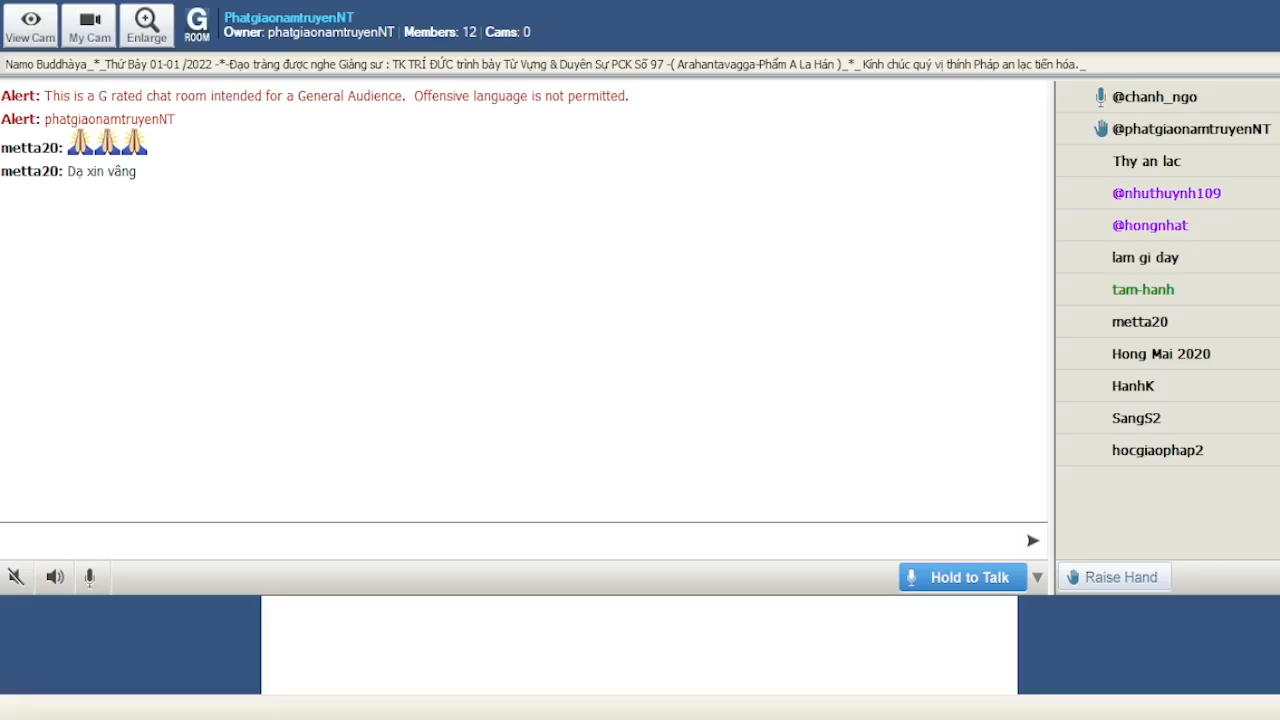 View Cam
My Cam
Enlarge
G
ROOM
PhatgiaonamtruyenNT
Owner: phatgiaonamtruyenNT | Members: 12 | Cams: 0
Namo Buddhàya_*_Thứ Bảy 01-01 /2022 -*-Đạo tràng được nghe Giảng sư : TK TRÍ ĐỨC trình bày Từ Vựng & Duyên Sự PCK Số 97 -( Arahantavagga-Phẩm A La Hán )_*_ Kính chúc quý vị thính Pháp an lạc tiến hóa._
Alert: This is a G rated chat room intended for a General Audience.  Offensive language is not permitted.
Alert: phatgiaonamtruyenNT
metta20:
metta20: Dạ xin vâng
@chanh_ngo
@phatgiaonamtruyenNT
Thy an lac
@nhuthuynh109
@hongnhat
lam gi day
tam-hanh
metta20
Hong Mai 2020
HanhK
SangS2
hocgiaophap2
Hold to Talk
Raise Hand